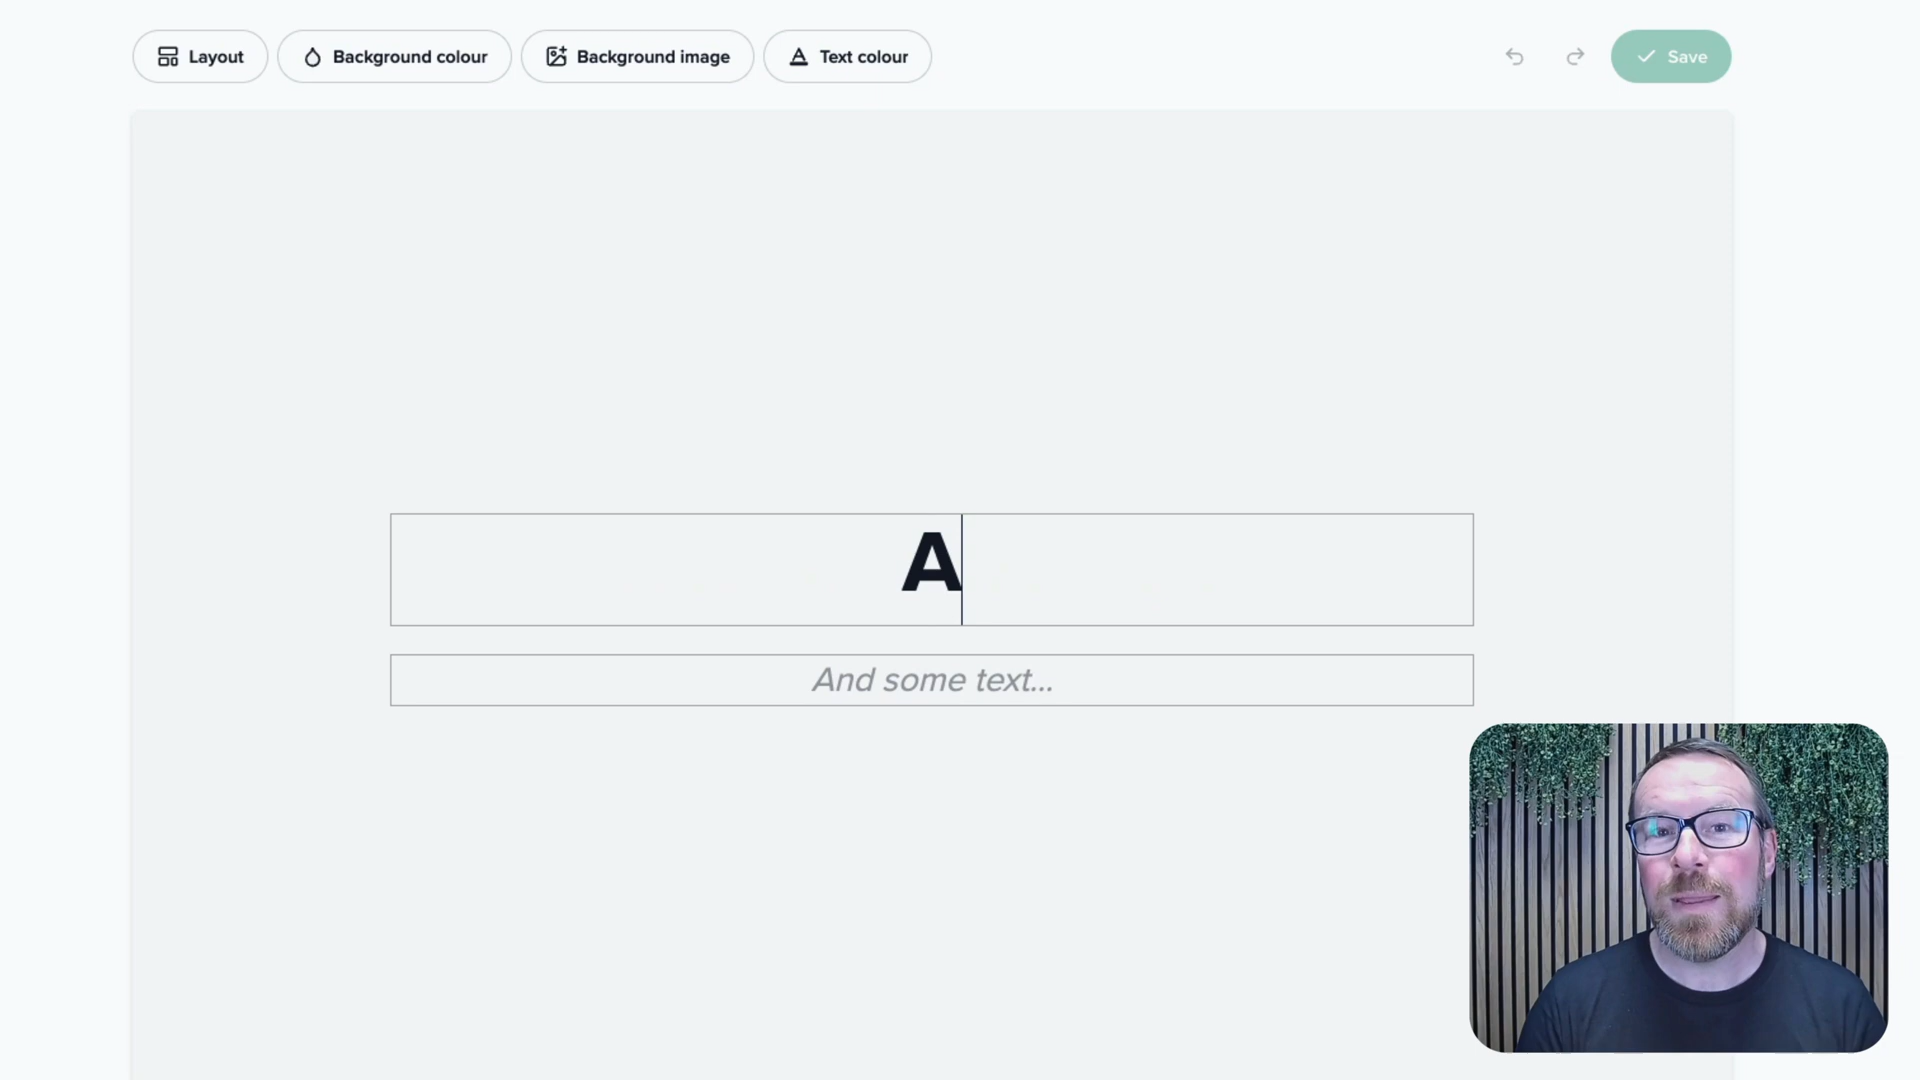 Layout
Background colour
Background image
Text colour
Save
A
And some text...